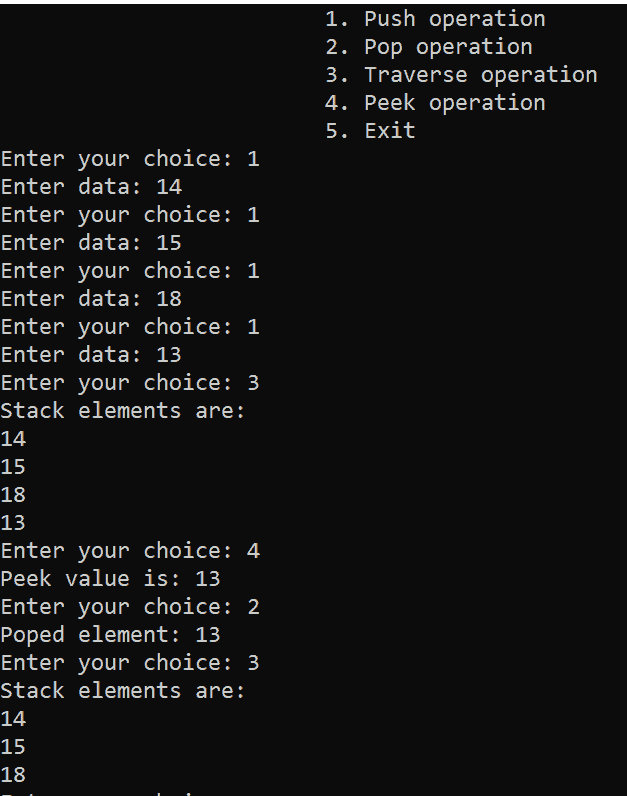 1. Push operation
2. Pop operation
3. Traverse operation
4. Peek operation
5. Exit
Enter your choice: 1
Enter data: 14
Enter your choice: 1
Enter data: 15
Enter your choice: 1
Enter data: 18
Enter your choice: 1
Enter data: 13
Enter your choice: 3
Stack elements are:
14
15
18
13
Enter your choice: 4
Peek value is: 13
Enter your choice: 2
Poped element: 13
Enter your choice: 3
Stack elements are:
14
15
18